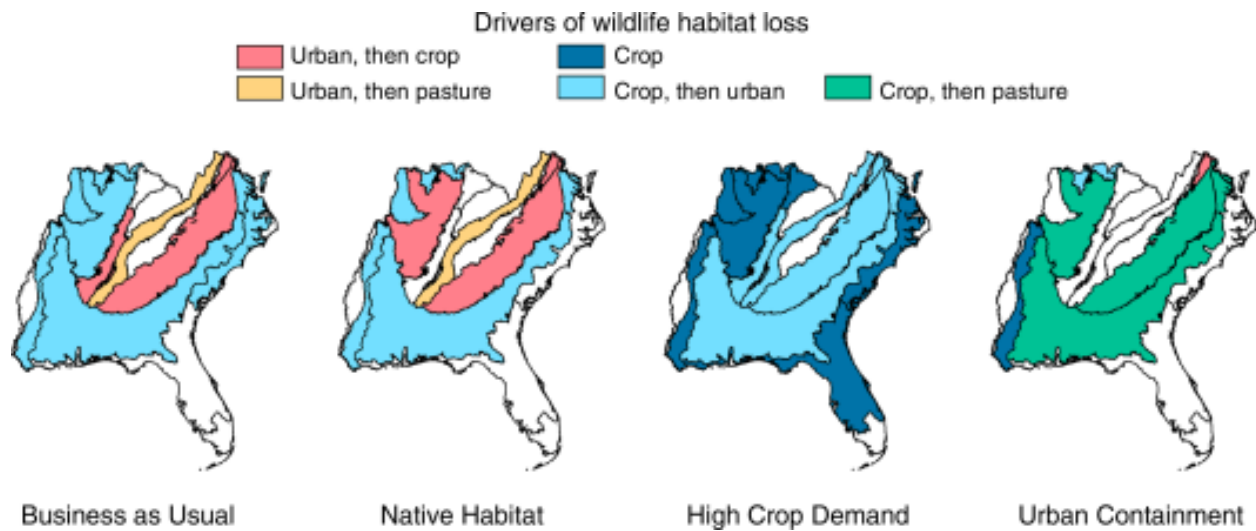 Drivers of wildlife habitat loss
Urban, then crop
Crop
Urban, then pasture
Crop, then urban
Crop, then pasture
Business as Usual
Native Habitat
High Crop Demand
Urban Containment